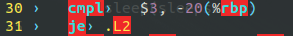 30 › cmpl› $3, -20(%rbp)
31 › je› .L2